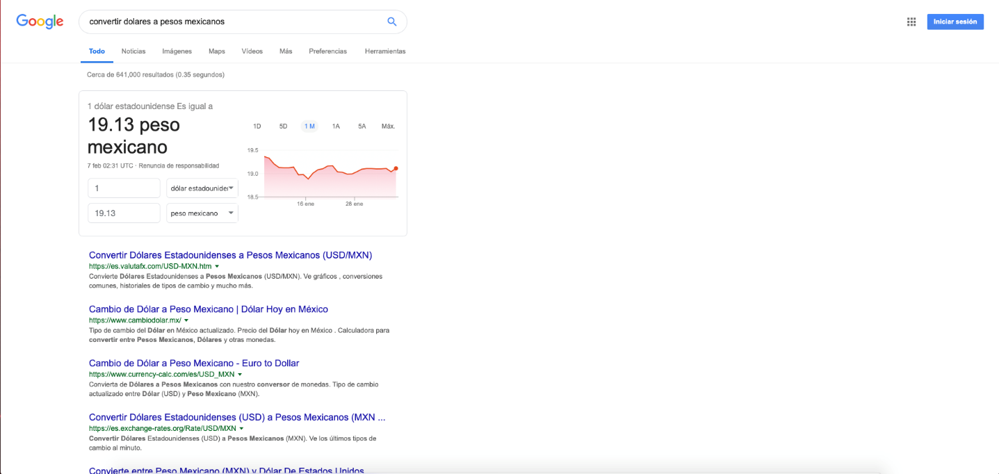 Google
convertir dolares a pesos mexicanos
Iniciar sesión
Todo Noticias Imágenes Maps Vídeos Más Preferencias Herramientas
Cerca de 641,000 resultados (0.35 segundos)
1 dólar estadounidense Es igual a
19.13 peso
mexicano
7 feb 02:31 UTC · Renuncia de responsabilidad
1 dólar estadounider
19.13 peso mexicano
1D 5D 1 M 1A 5A Máx.
19.5
19.0
18.5
16 ene 28 ene
Convertir Dólares Estadounidenses a Pesos Mexicanos (USD/MXN)
https://es.valutafx.com/USD-MXN.htm
Convierte Dólares Estadounidenses a Pesos Mexicanos (USD/MXN). Ve gráficos , conversiones
comunes, historiales de tipos de cambio y mucho más.
Cambio de Dólar a Peso Mexicano | Dólar Hoy en México
https://www.cambiodolar.mx/
Tipo de cambio del Dólar en México actualizado. Precio del Dólar hoy en México . Calculadora para
convertir entre Pesos Mexicanos, Dólares y otras monedas.
Cambio de Dólar a Peso Mexicano - Euro to Dollar
https://www.currency-calc.com/es/USD_MXN
Convierta de Dólares a Pesos Mexicanos con nuestro conversor de monedas. Tipo de cambio
actualizado entre Dólar (USD) y Peso Mexicano (MXN).
Convertir Dólares Estadounidenses (USD) a Pesos Mexicanos (MXN ...
https://es.exchange-rates.org/Rate/USD/MXN
Convertir Dólares Estadounidenses (USD) a Pesos Mexicanos (MXN). Ve los últimos tipos de
cambio al minuto.
Convierte entre Peso Mexicano (MXN) y Dólar De Estados Unidos